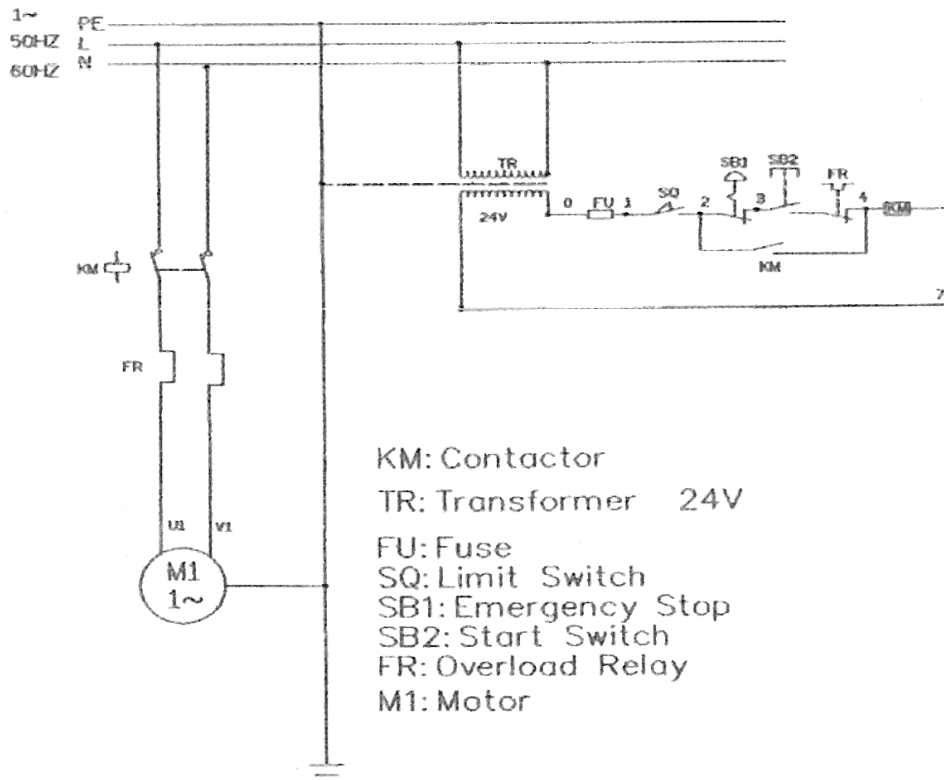 1~
PE
50HZ L
60HZ N
TR
24V
0
FU
1
SQ
2
SB1
3
SB2
FR
4
KM
KM
7
KM
FR
U1
V1
M1
1~
KM: Contactor
TR: Transformer 24V
FU: Fuse
SQ: Limit Switch
SB1: Emergency Stop
SB2: Start Switch
FR: Overload Relay
M1: Motor